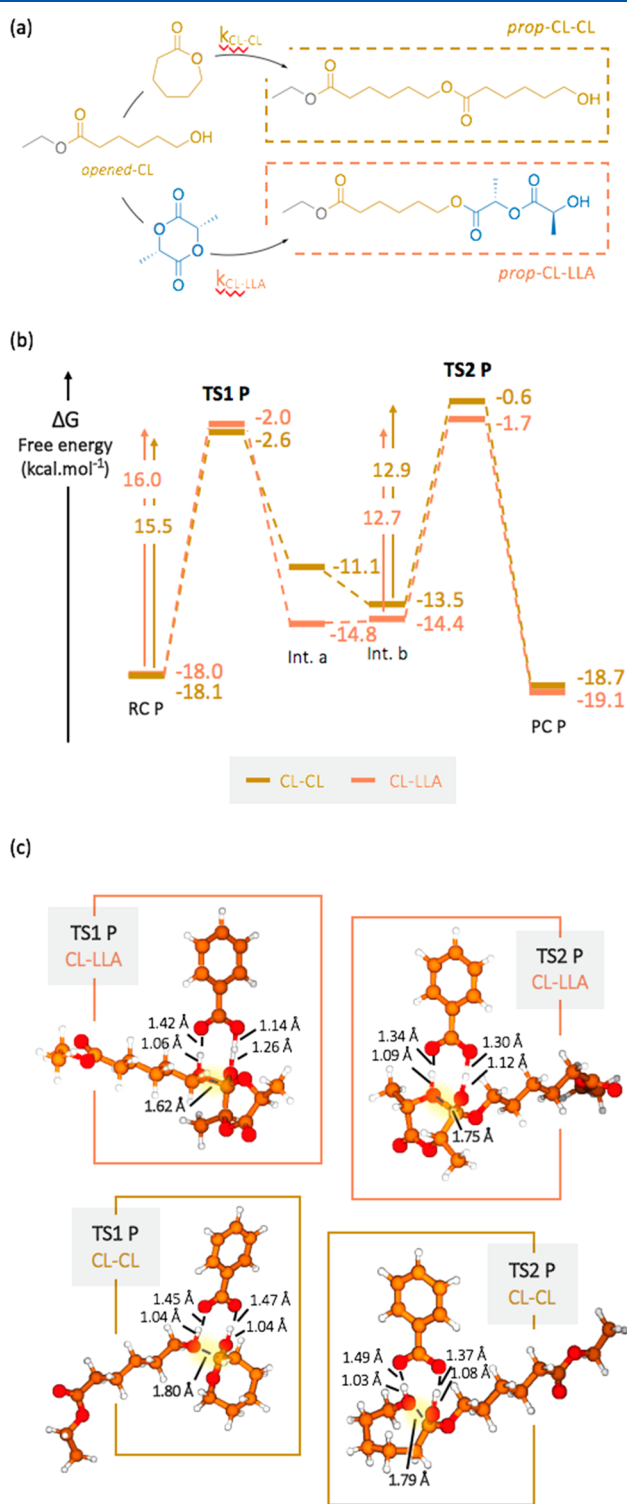 (a)
prop-CL-CL
kCL-CL
O
O
O
O
O
O
OH
O
O
OH
O
opened-CL
O
O
O
O
O
O
O
O
OH
O
O
O
kCL-LLA
prop-CL-LLA
(b)
TS1 P
TS2 P
ΔG
Free energy
(kcal.mol-1)
-2.0
-2.6
-0.6
-1.7
16.0
15.5
12.9
12.7
-11.1
-13.5
-14.8
-14.4
Int. a
Int. b
-18.0
-18.1
RC P
-18.7
-19.1
PC P
CL-CL
CL-LLA
(c)
TS1 P
CL-LLA
1.42 Å
1.06 Å
1.14 Å
1.26 Å
1.62 Å
TS2 P
CL-LLA
1.34 Å
1.09 Å
1.30 Å
1.12 Å
1.75 Å
TS1 P
CL-CL
1.45 Å
1.04 Å
1.47 Å
1.04 Å
1.80 Å
TS2 P
CL-CL
1.49 Å
1.03 Å
1.37 Å
1.08 Å
1.79 Å